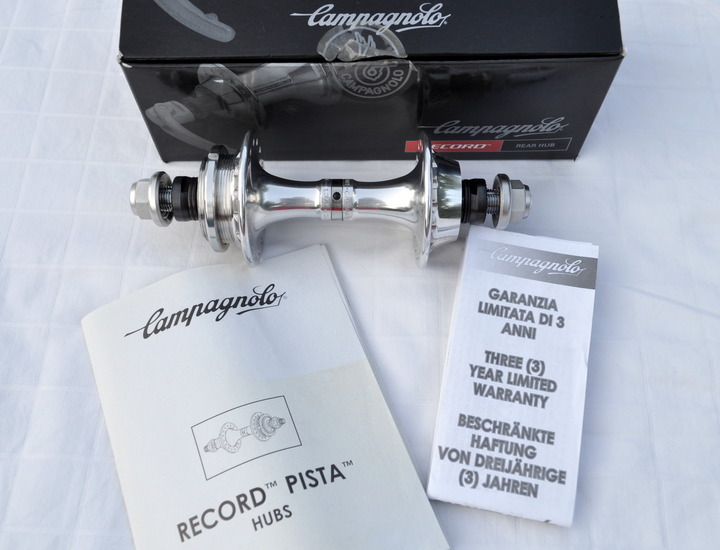 Campagnolo
CAMPAGNOLO
Campagnolo
RECORD
REAR HUB
Campagnolo
RECORD™ PISTA™
HUBS
Campagnolo
GARANZIA
LIMITATA DI 3
ANNI
THREE (3)
YEAR LIMITED
WARRANTY
BESCHRÄNKTE
HAFTUNG
VON DREIJÄHRIGE
(3) JAHREN